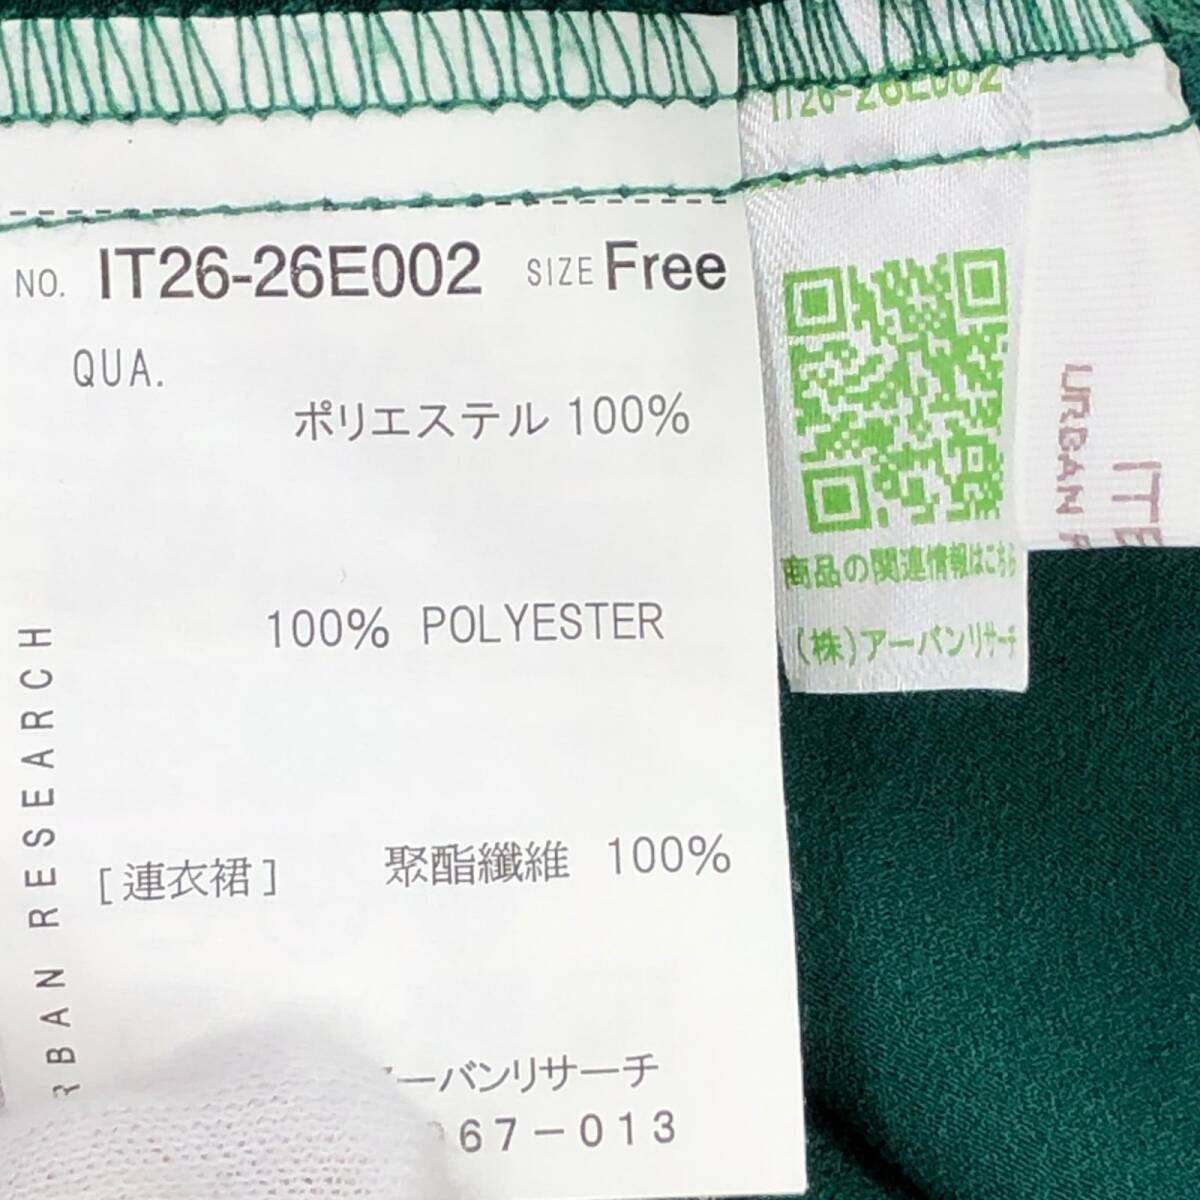 NO. IT26-26E002 SIZE Free
QUA.
ポリエステル 100%
100% POLYESTER
[連衣裙] 聚酯纖維 100%
ーバンリサーチ
67-013
RBAN RESEARCH
IT26-26E002
商品の関連情報はこちら
(株)アーバンリサーチ
URBAN
ITE